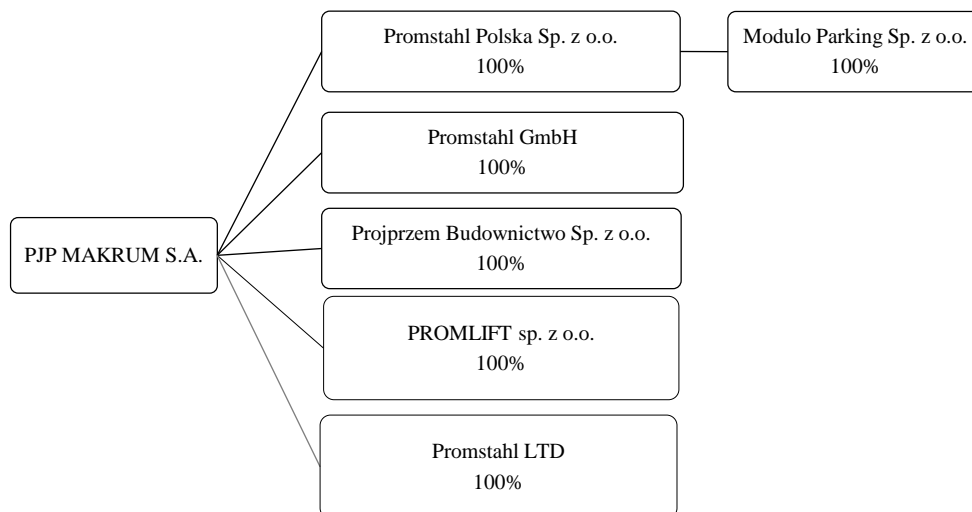 PJP MAKRUM S.A.
Promstahl Polska Sp. z o.o.
100%
Modulo Parking Sp. z o.o.
100%
Promstahl GmbH
100%
Projprzem Budownictwo Sp. z o.o.
100%
PROMLIFT sp. z o.o.
100%
Promstahl LTD
100%